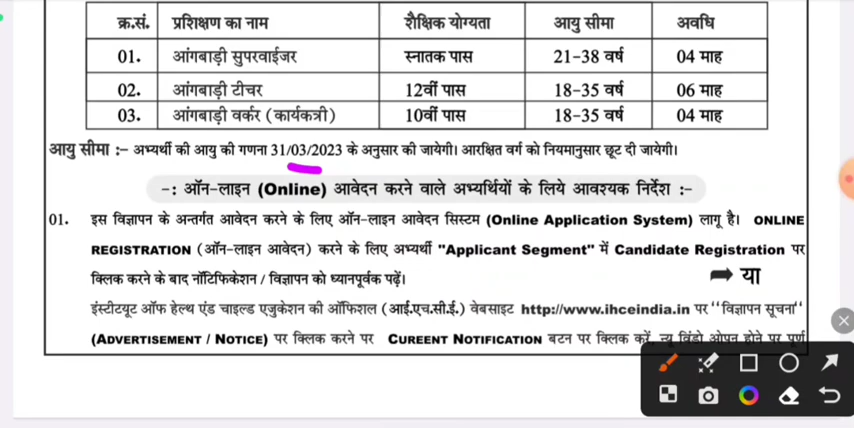 क्र.सं. प्रशिक्षण का नाम शैक्षिक योग्यता आयु सीमा अवधि
01. आंगबाड़ी सुपरवाईजर स्नातक पास 21-38 वर्ष 04 माह
02. आंगबाड़ी टीचर 12वीं पास 18-35 वर्ष 06 माह
03. आंगबाड़ी वर्कर (कार्यकत्री) 10वीं पास 18-35 वर्ष 04 माह
आयु सीमा :– अभ्यर्थी की आयु की गणना 31/03/2023 के अनुसार की जायेगी। आरक्षित वर्ग को नियमानुसार छूट दी जायेगी।
-: ऑन-लाइन (Online) आवेदन करने वाले अभ्यर्थियों के लिये आवश्यक निर्देश :-
01. इस विज्ञापन के अन्तर्गत आवेदन करने के लिए ऑन-लाइन आवेदन सिस्टम (Online Application System) लागू है। ONLINE
REGISTRATION (ऑन-लाइन आवेदन) करने के लिए अभ्यर्थी "Applicant Segment" में Candidate Registration पर
क्लिक करने के बाद नॉटिफिकेशन / विज्ञापन को ध्यानपूर्वक पढ़ें। ➡ या
इंस्टीटयूट ऑफ हेल्थ एंड चाइल्ड एजुकेशन की ऑफिशल (आई.एच.सी.ई.) वेबसाइट http://www.ihceindia.in पर ''विज्ञापन सूचना''
(ADVERTISEMENT / NOTICE) पर क्लिक करने पर CUREENT NOTIFICATION बटन पर क्लिक करें, न्यू विंडो ओपन होने पर पूर्ण